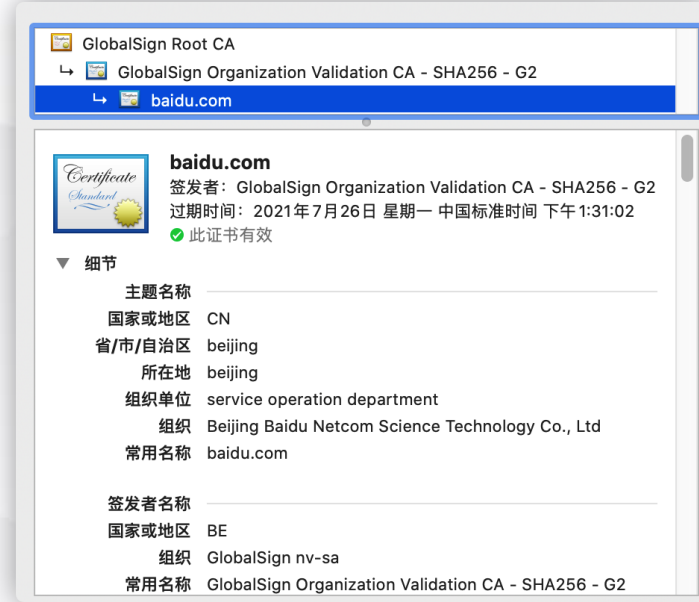 GlobalSign Root CA
GlobalSign Organization Validation CA - SHA256 - G2
baidu.com
Certificate
Standard
baidu.com
签发者：GlobalSign Organization Validation CA - SHA256 - G2
过期时间：2021年7月26日 星期一 中国标准时间 下午1:31:02
此证书有效
细节
主题名称
国家或地区 CN
省/市/自治区 beijing
所在地 beijing
组织单位 service operation department
组织 Beijing Baidu Netcom Science Technology Co., Ltd
常用名称 baidu.com
签发者名称
国家或地区 BE
组织 GlobalSign nv-sa
常用名称 GlobalSign Organization Validation CA - SHA256 - G2